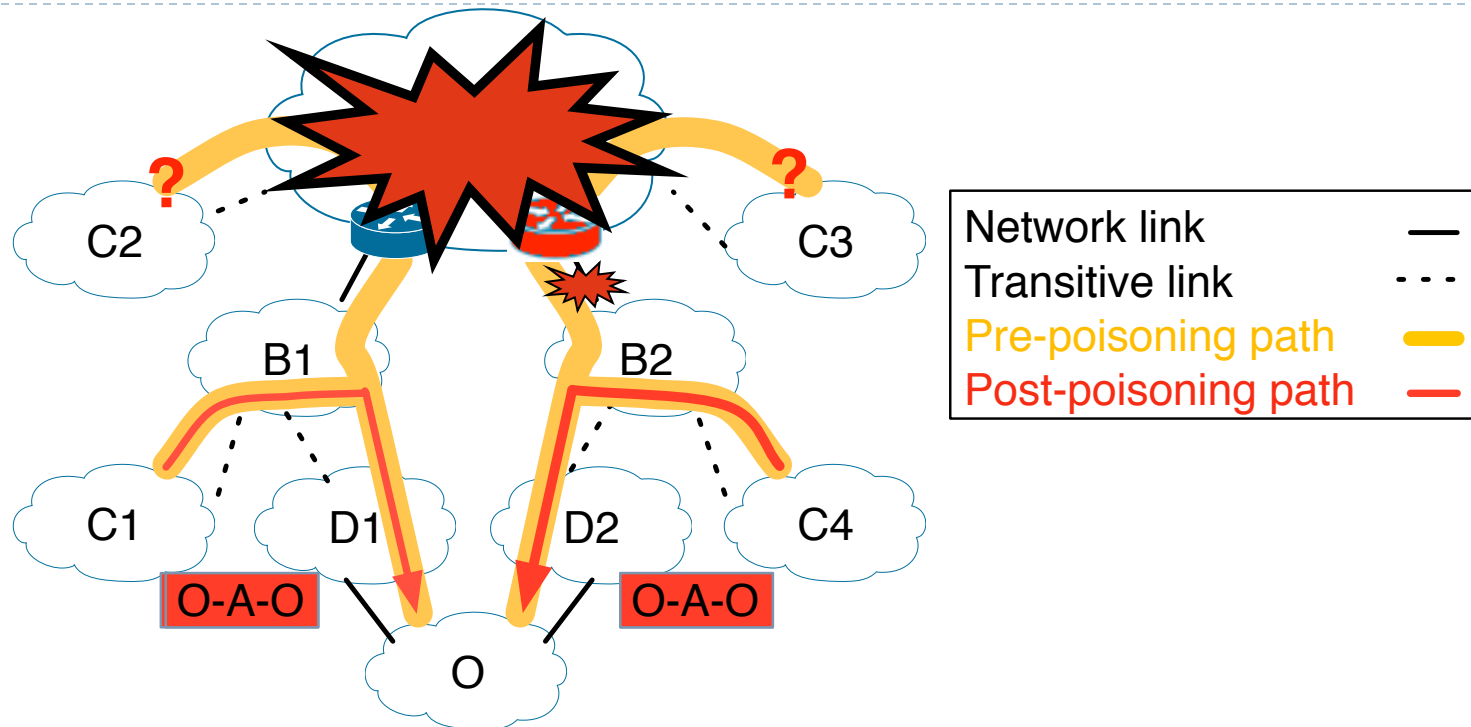 ?
?
C2
C3
Network link
Transitive link
Pre-poisoning path
Post-poisoning path
B1
B2
C1
D1
D2
C4
O-A-O
O-A-O
O